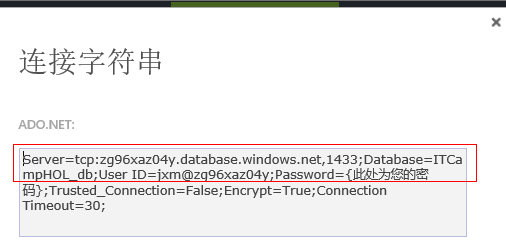 连接字符串
ADO.NET:
Server=tcp:zg96xaz04y.database.windows.net,1433;Database=ITCa
mpHOL_db;User ID=jxm@zg96xaz04y;Password={此处为您的密
码};Trusted_Connection=False;Encrypt=True;Connection
Timeout=30;